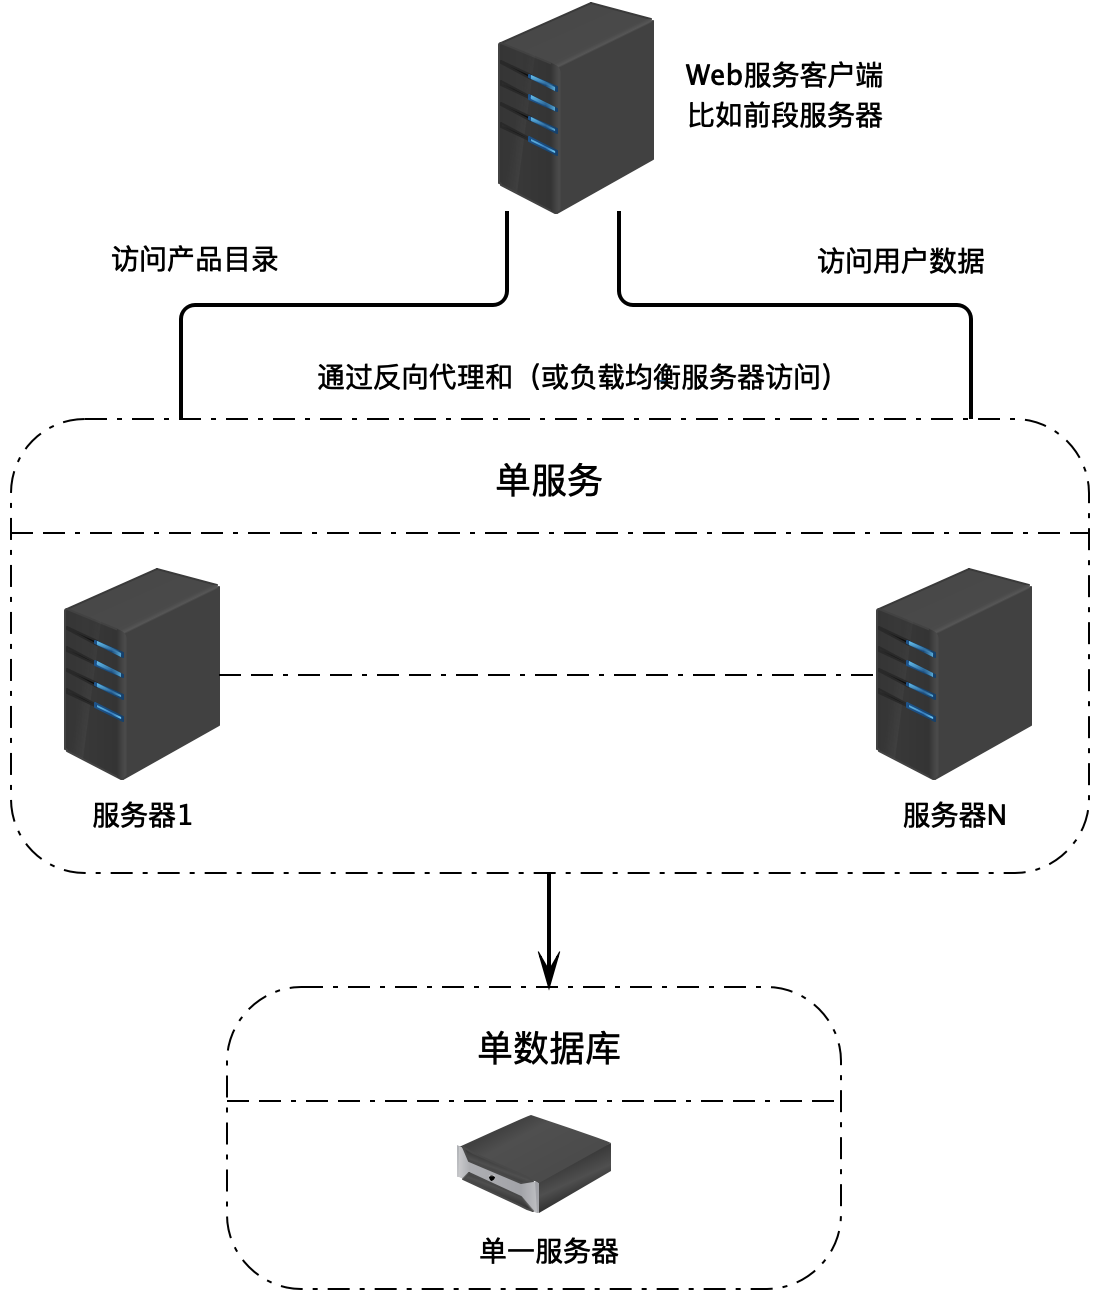 Web服务客户端
比如前段服务器
访问产品目录
访问用户数据
通过反向代理和（或负载均衡服务器访问）
单服务
服务器1
服务器N
单数据库
单一服务器